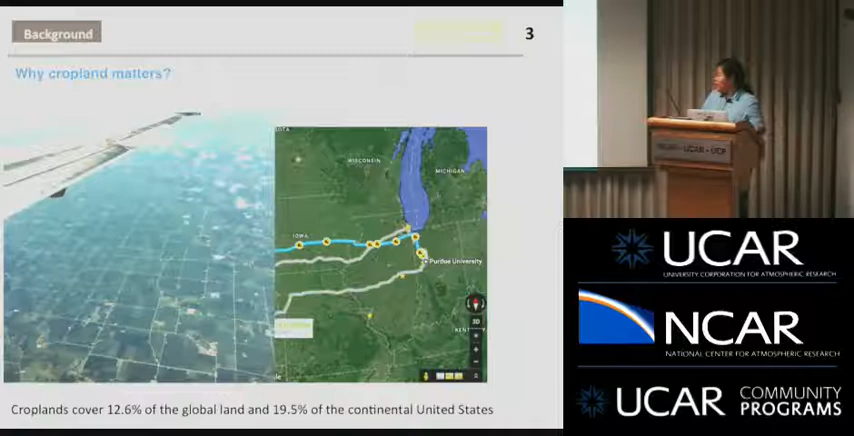 Background
3
Why cropland matters?
WISCONSIN
MICHIGAN
IOWA
Purdue University
3D
Croplands cover 12.6% of the global land and 19.5% of the continental United States
UCAR
UNIVERSITY CORPORATION FOR ATMOSPHERIC RESEARCH
NCAR
NATIONAL CENTER FOR ATMOSPHERIC RESEARCH
UCAR
COMMUNITY
PROGRAMS